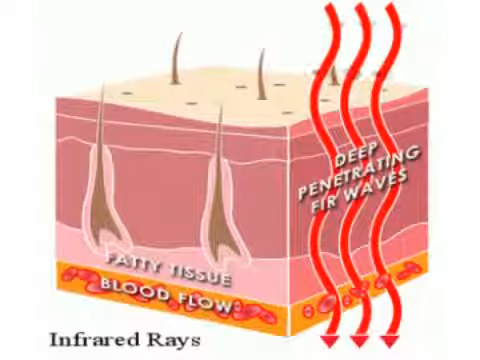 DEEP
PENETRATING
FIR WAVES
FATTY TISSUE
BLOOD FLOW
Infrared Rays